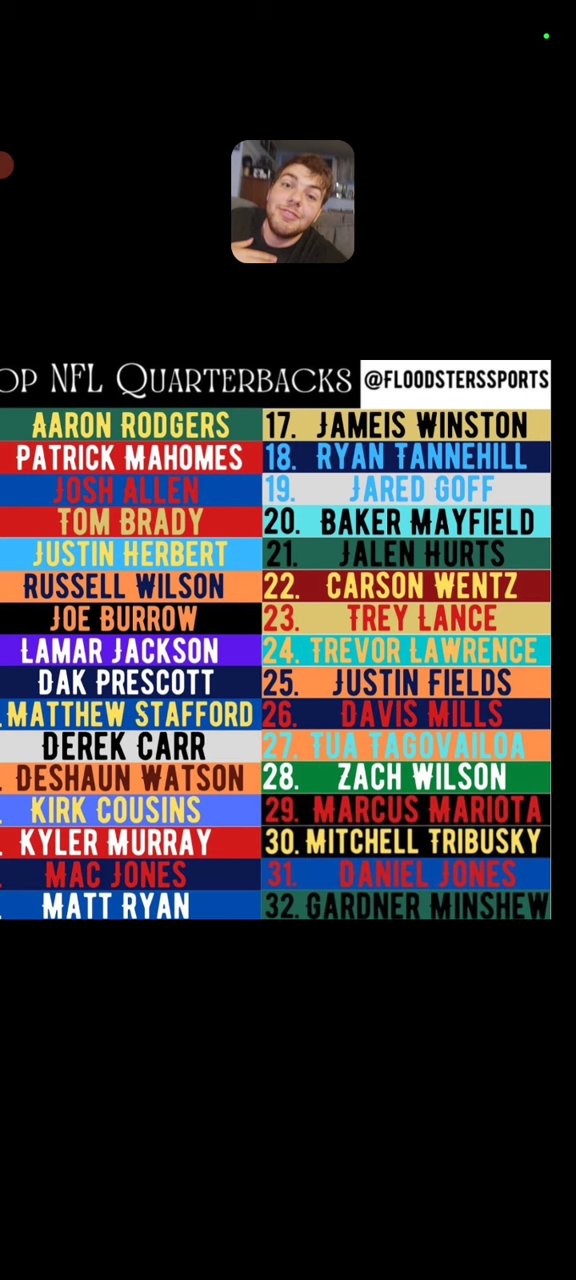 OP NFL QUARTERBACKS
@FLOODSTERSSPORTS
AARON RODGERS
PATRICK MAHOMES
JOSH ALLEN
TOM BRADY
JUSTIN HERBERT
RUSSELL WILSON
JOE BURROW
LAMAR JACKSON
DAK PRESCOTT
. MATTHEW STAFFORD
DEREK CARR
. DESHAUN WATSON
. KIRK COUSINS
. KYLER MURRAY
. MAC JONES
. MATT RYAN
17. JAMEIS WINSTON
18. RYAN TANNEHILL
19. JARED GOFF
20. BAKER MAYFIELD
21. JALEN HURTS
22. CARSON WENTZ
23. TREY LANCE
24. TREVOR LAWRENCE
25. JUSTIN FIELDS
26. DAVIS MILLS
27. TUA TAGOVAILOA
28. ZACH WILSON
29. MARCUS MARIOTA
30. MITCHELL TRIBUSKY
31. DANIEL JONES
32. GARDNER MINSHEW